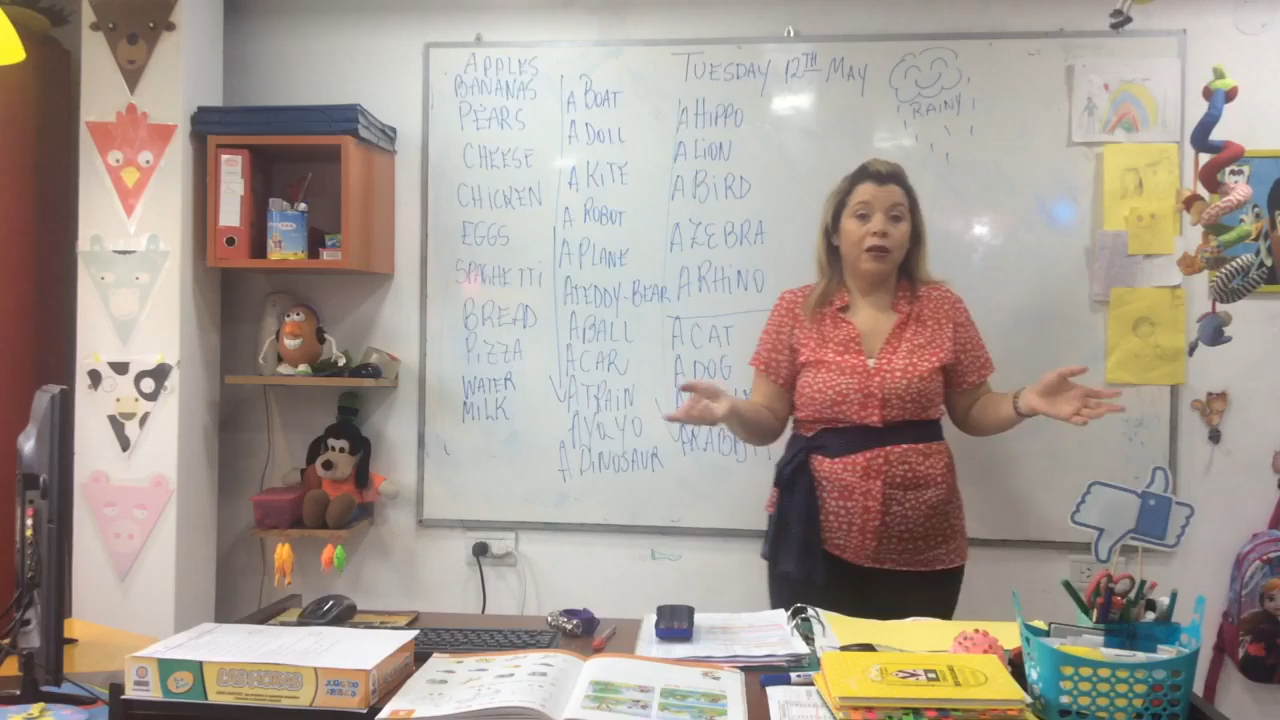 APPLES
BANANAS
PEARS
CHEESE
CHICKEN
EGGS
SPAGHETTI
BREAD
PIZZA
WATER
MILK
A BOAT
A DOLL
A KITE
A ROBOT
A PLANE
A TEDDY-BEAR
A BALL
A CAR
A TRAIN
A YOYO
A DINOSAUR
TUESDAY 12TH MAY
A HIPPO
A LION
A BIRD
A ZEBRA
A RHINO
A CAT
A DOG
A RABBIT
RAINY